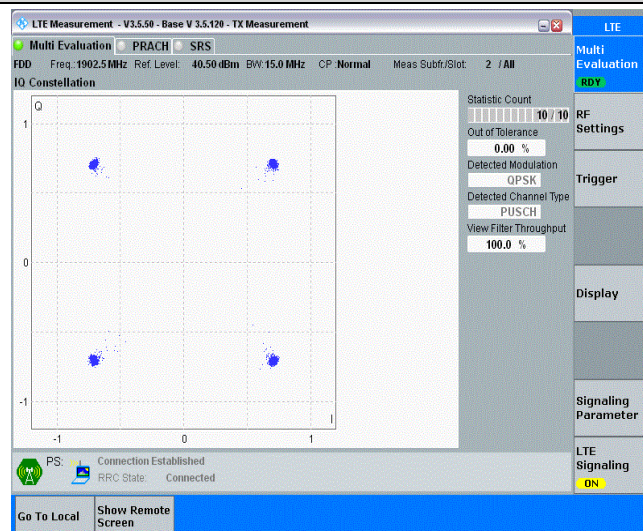 LTE Measurement - V3.5.50 - Base V 3.5.120 - TX Measurement
LTE
Multi Evaluation PRACH SRS
FDD Freq.:1902.5 MHz Ref. Level: 40.50 dBm BW:15.0 MHz CP :Normal Meas Subfr./Slot: 2 / All
IQ Constellation
Q
1
0
-1
I
-1 0 1
Statistic Count
10 / 10
Out of Tolerance
0.00 %
Detected Modulation
QPSK
Detected Channel Type
PUSCH
View Filter Throughput
100.0 %
Multi
Evaluation
RDY
RF
Settings
Trigger
Display
Signaling
Parameter
LTE
Signaling
ON
PS: Connection Established
RRC State: Connected
Go To Local
Show Remote
Screen